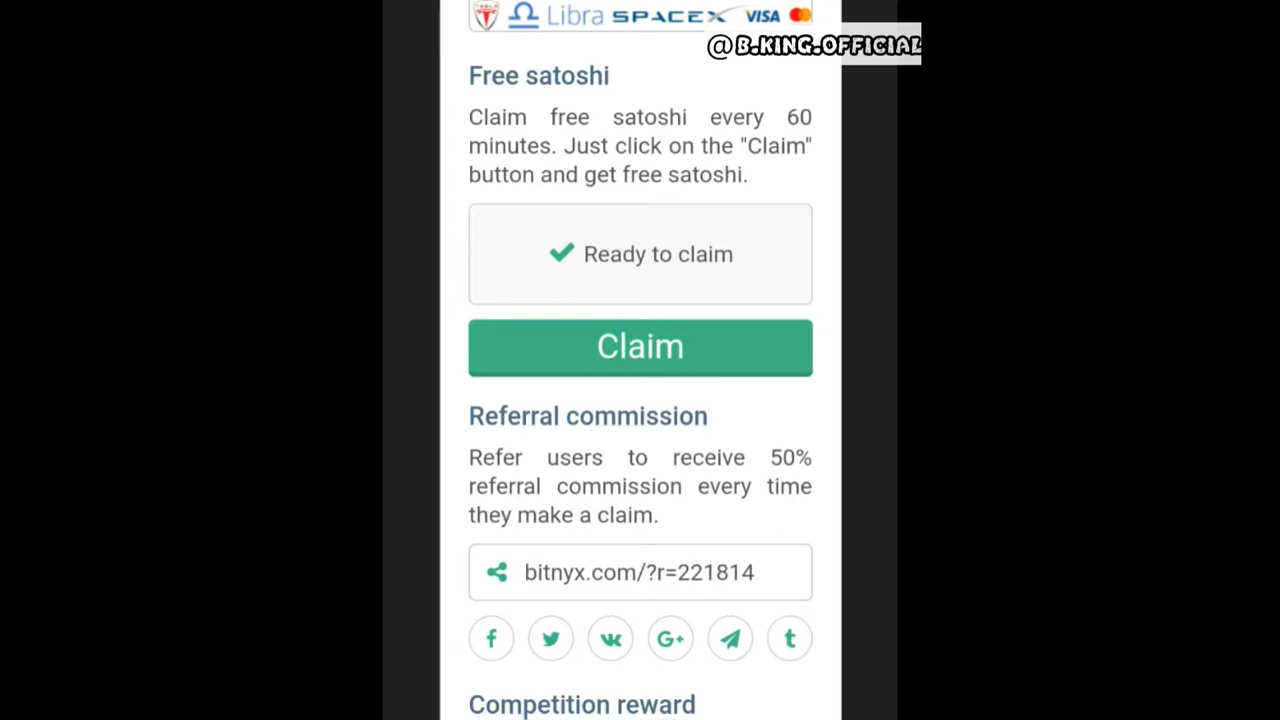 TESLA Libra SPACEX VISA
@B.KING.OFFICIAL
Free satoshi
Claim free satoshi every 60
minutes. Just click on the "Claim"
button and get free satoshi.
Ready to claim
Claim
Referral commission
Refer users to receive 50%
referral commission every time
they make a claim.
bitnyx.com/?r=221814
f
G+
t
Competition reward